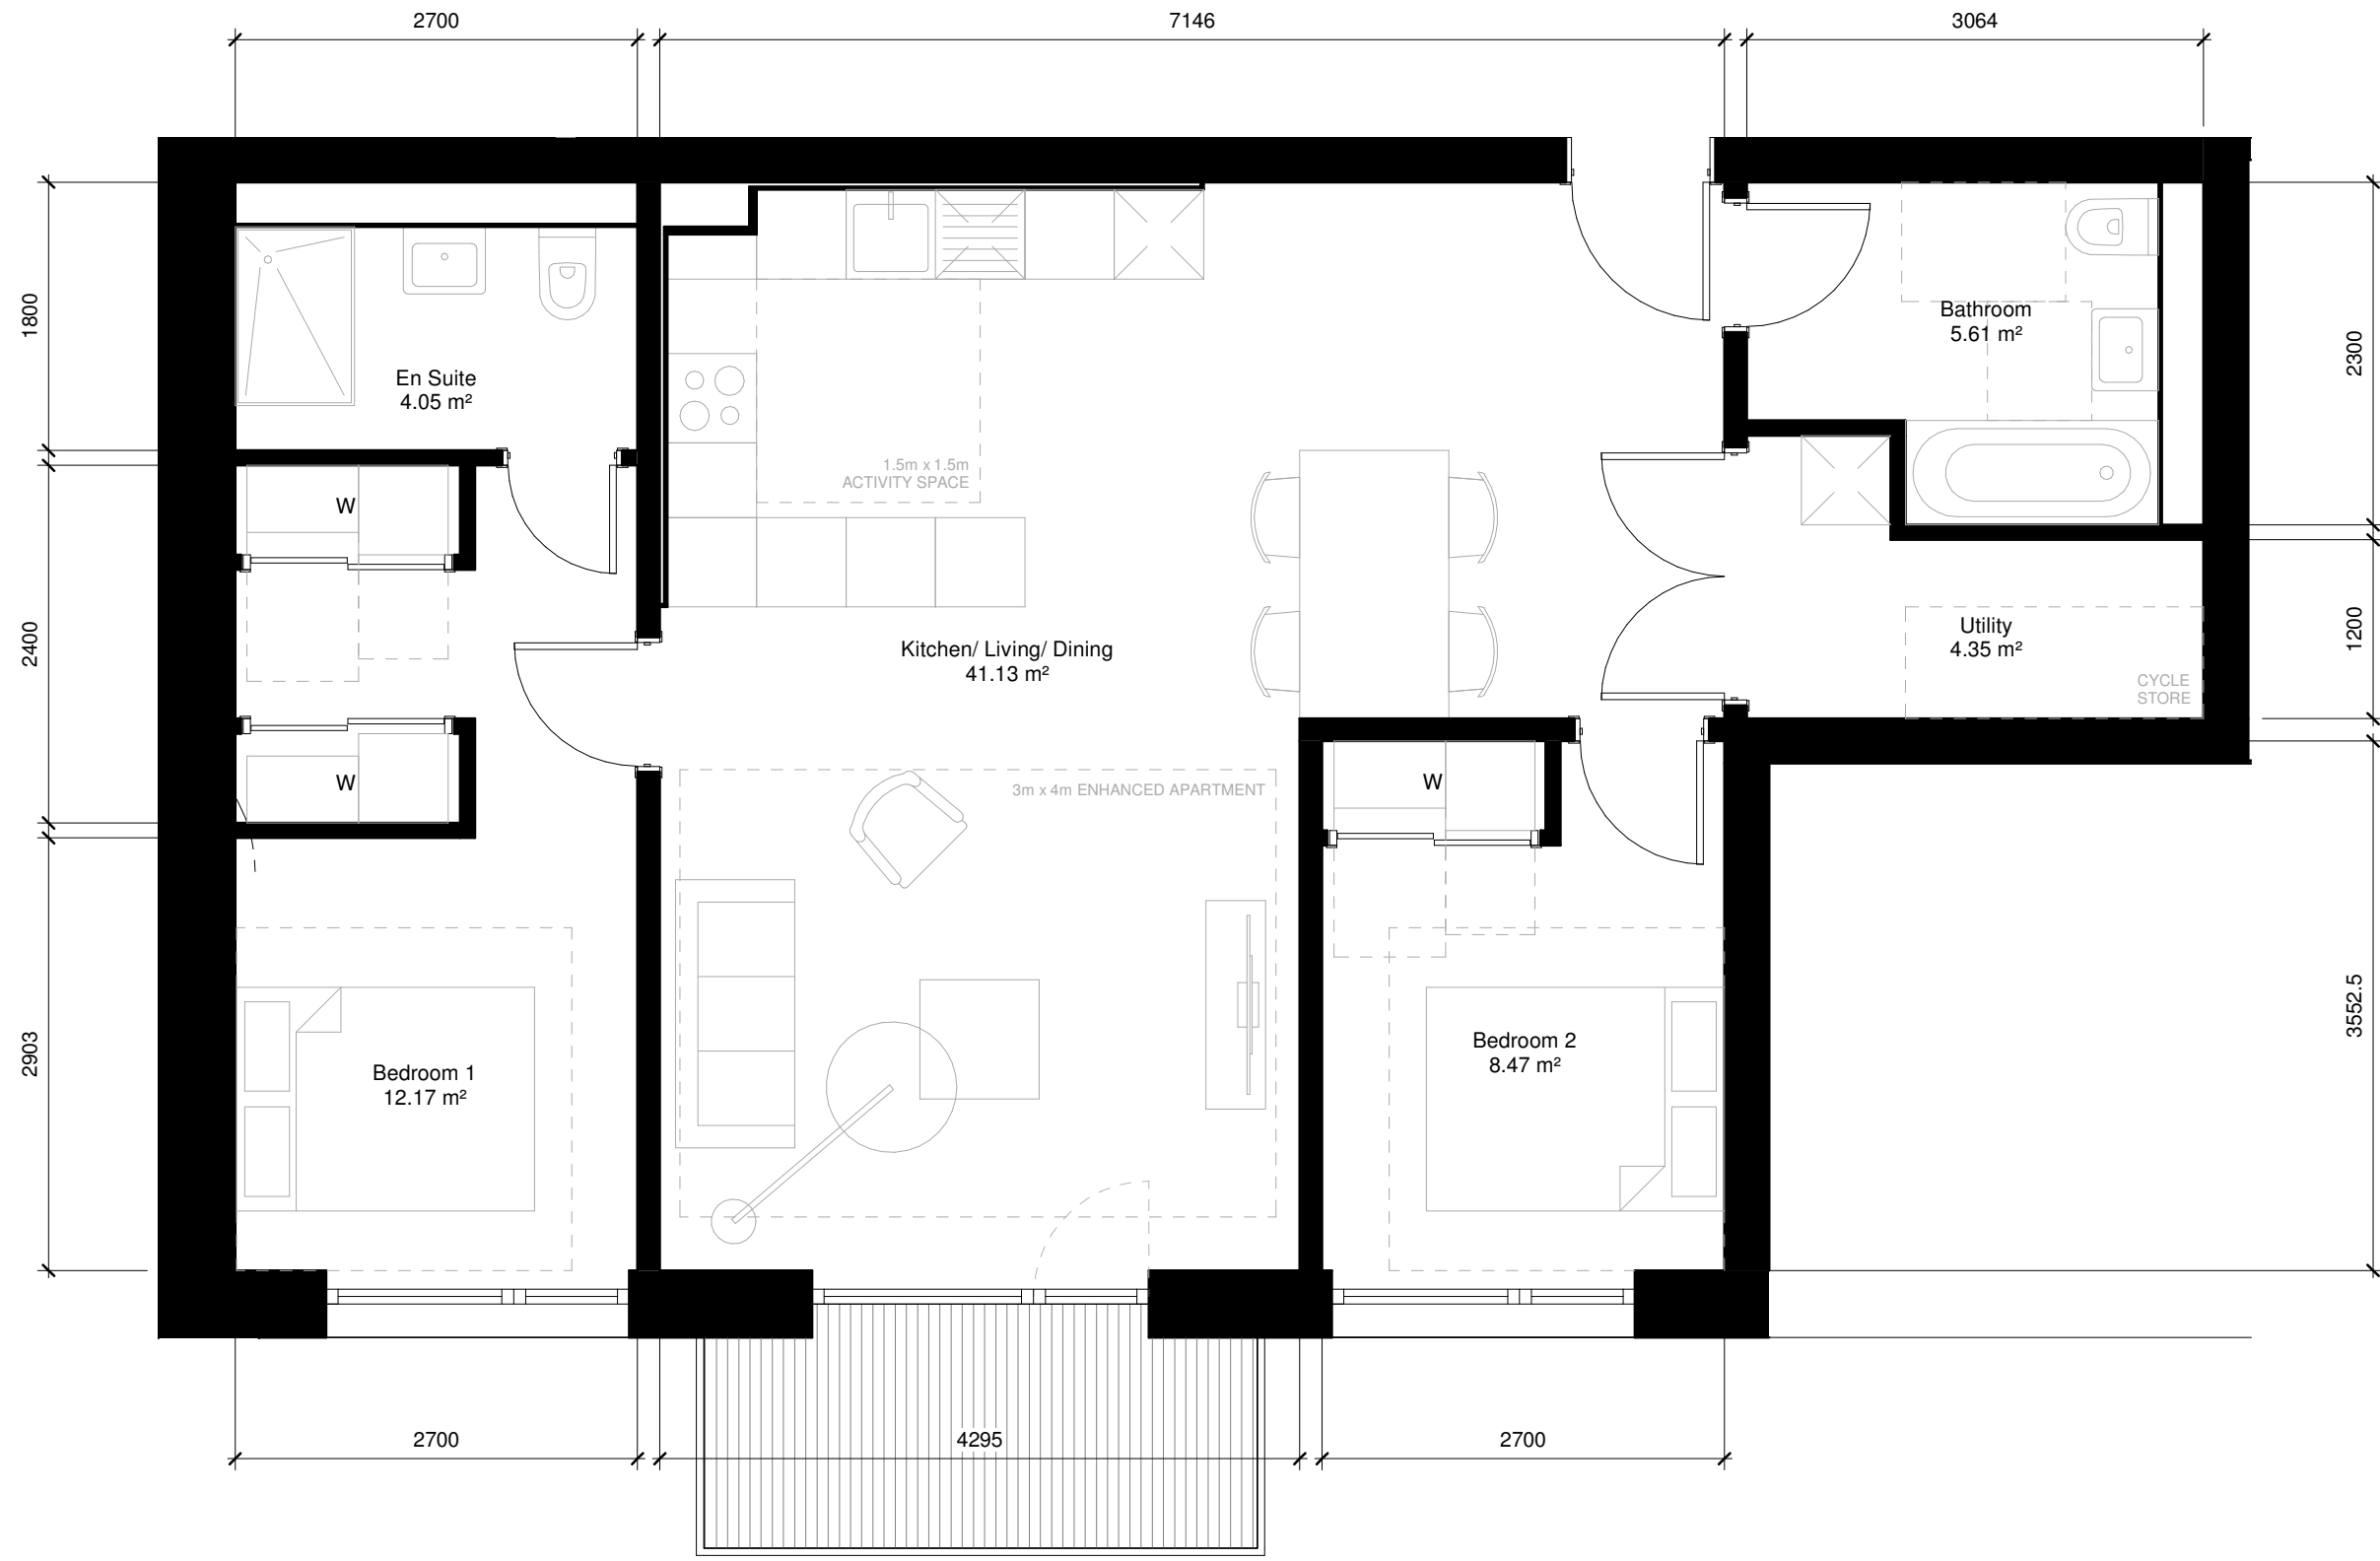 2700
7146
3064
1800
2400
2903
En Suite
4.05 m²
W
W
Bedroom 1
12.17 m²
1.5m x 1.5m
ACTIVITY SPACE
Kitchen/ Living/ Dining
41.13 m²
3m x 4m ENHANCED APARTMENT
Bathroom
5.61 m²
Utility
4.35 m²
CYCLE
STORE
W
Bedroom 2
8.47 m²
2300
1200
3552.5
2700
4295
2700